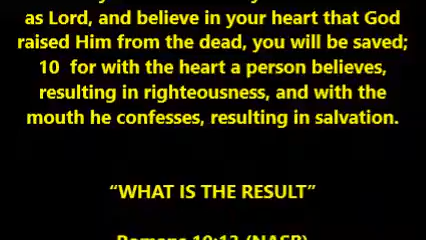 as Lord, and believe in your heart that God
raised Him from the dead, you will be saved;
10  for with the heart a person believes,
resulting in righteousness, and with the
mouth he confesses, resulting in salvation.
“WHAT IS THE RESULT”
Romans 10:13 (NASB)